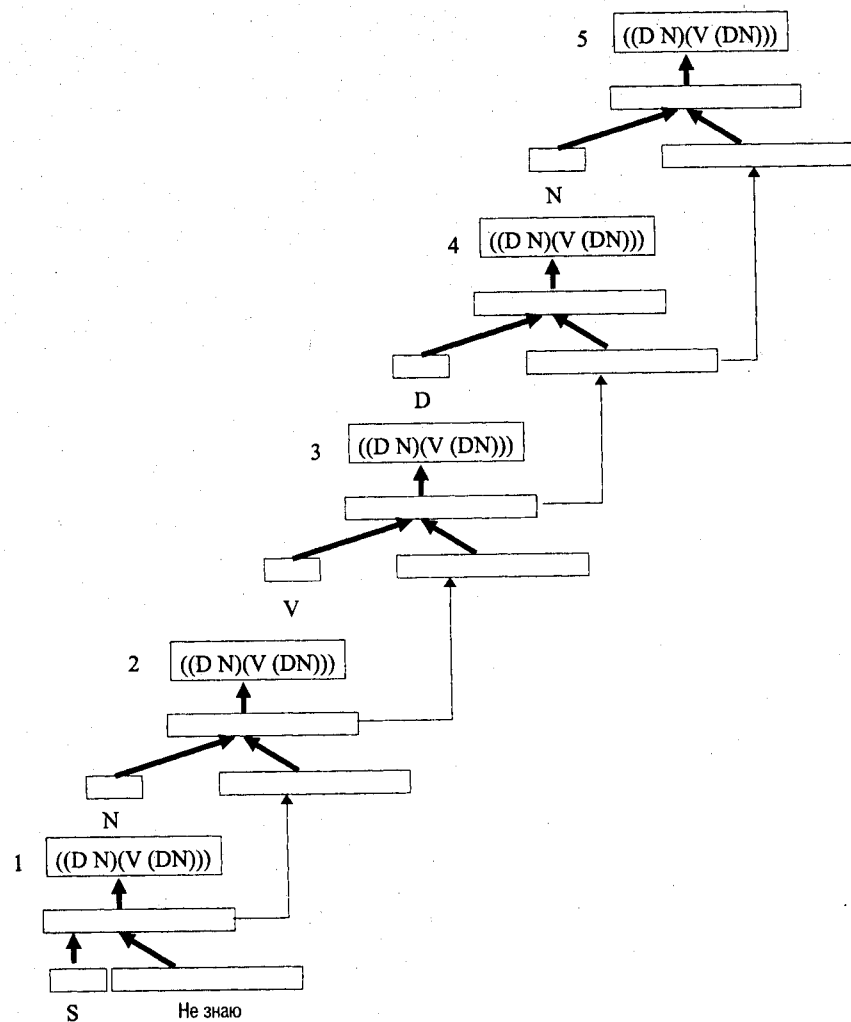 5 ((D N)(V (DN)))
N
4 ((D N)(V (DN)))
D
3 ((D N)(V (DN)))
V
2 ((D N)(V (DN)))
N
1 ((D N)(V (DN)))
S Не знаю